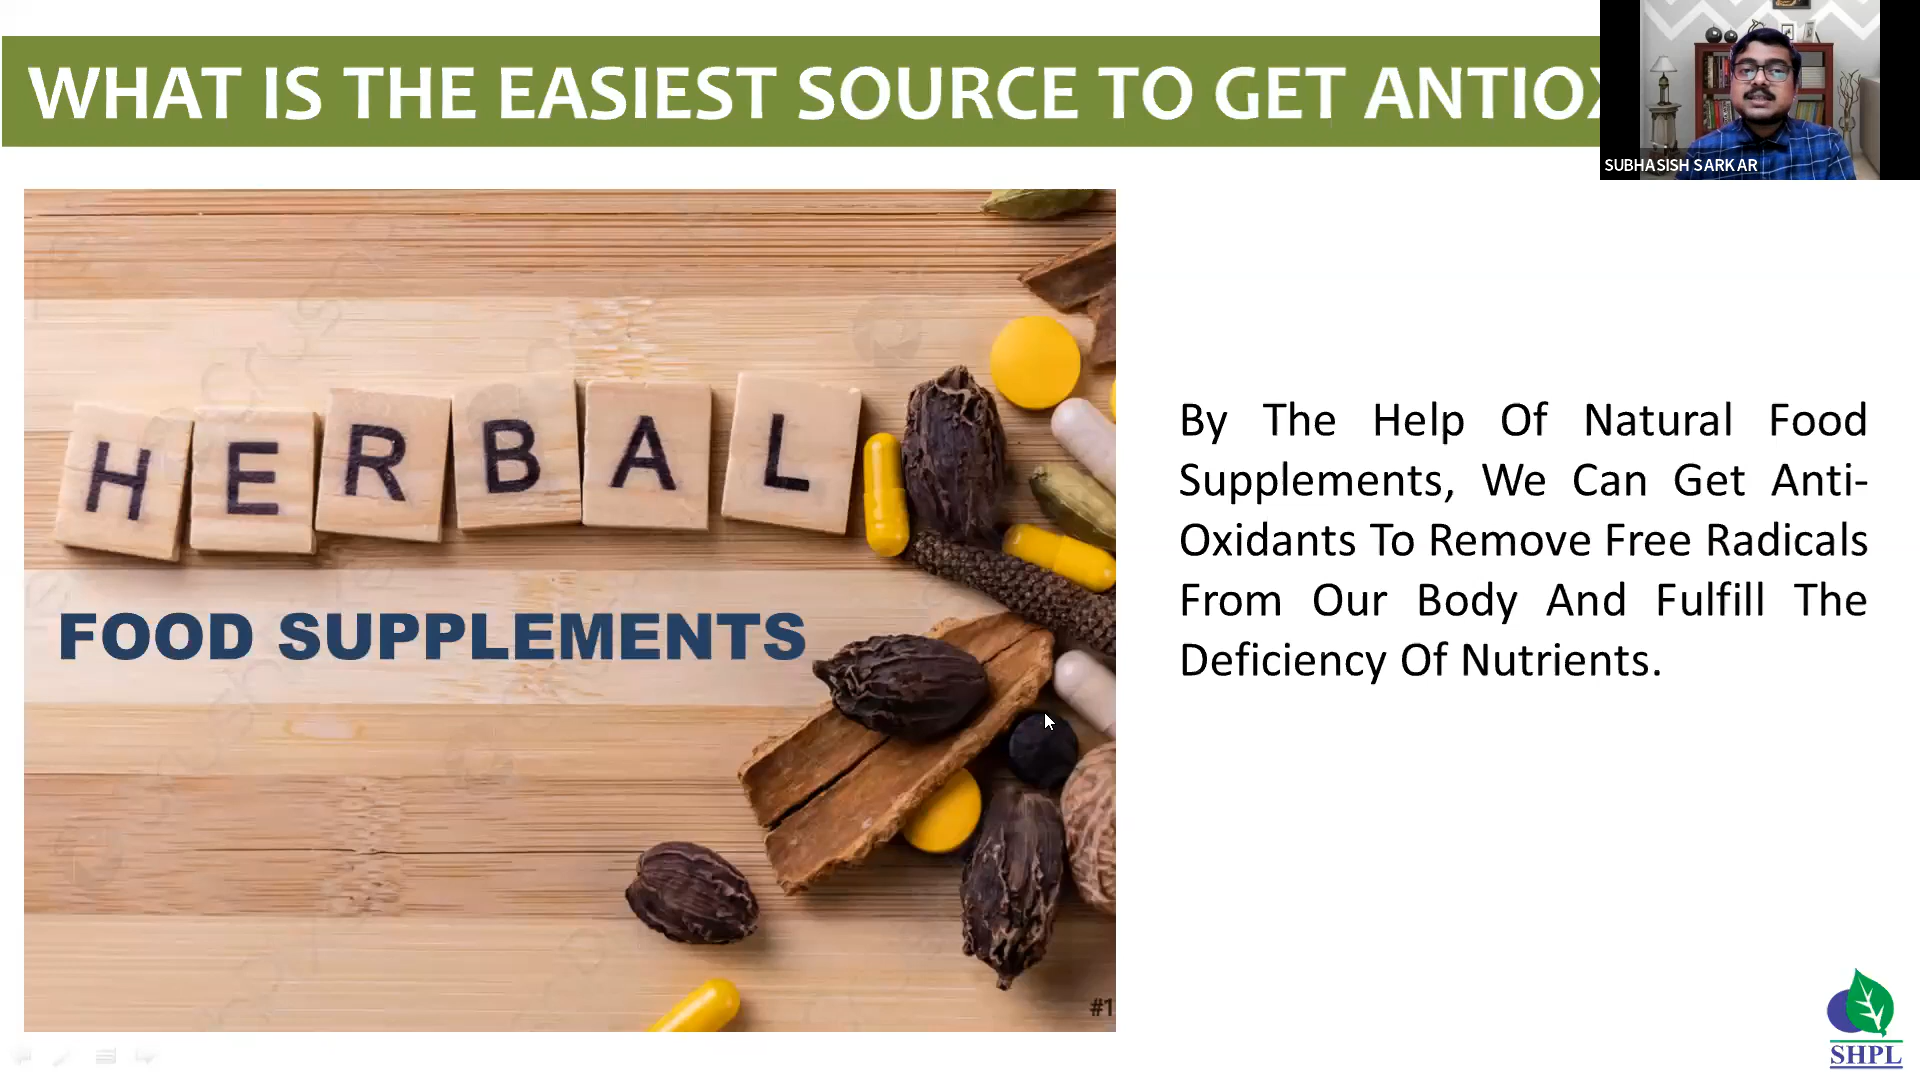 WHAT IS THE EASIEST SOURCE TO GET ANTIOX
SUBHASISH SARKAR
HERBAL
FOOD SUPPLEMENTS
By The Help Of Natural Food
Supplements, We Can Get Anti-
Oxidants To Remove Free Radicals
From Our Body And Fulfill The
Deficiency Of Nutrients.
#1
SHPL